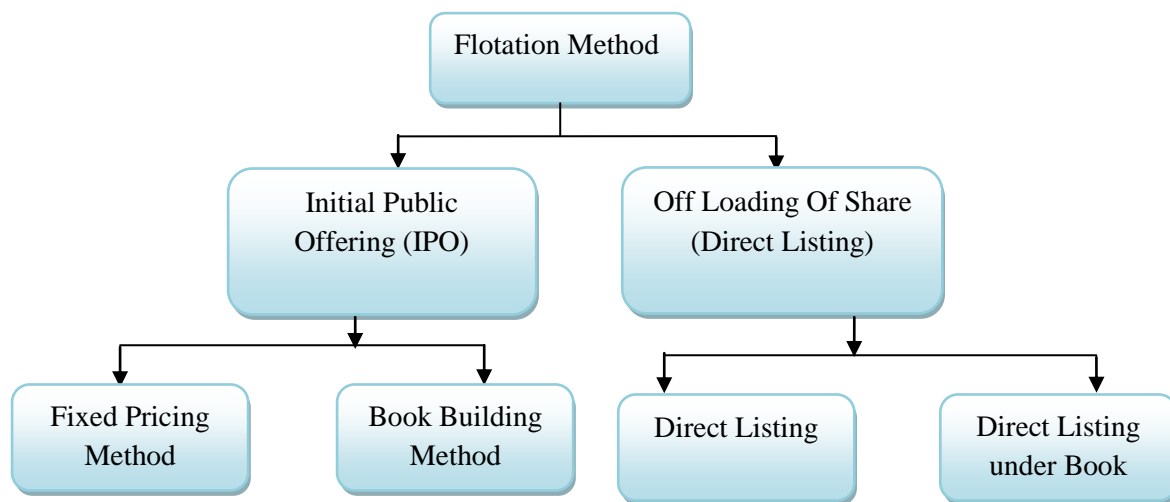 Flotation Method
Initial Public
Offering (IPO)
Off Loading Of Share
(Direct Listing)
Fixed Pricing
Method
Book Building
Method
Direct Listing
Direct Listing
under Book